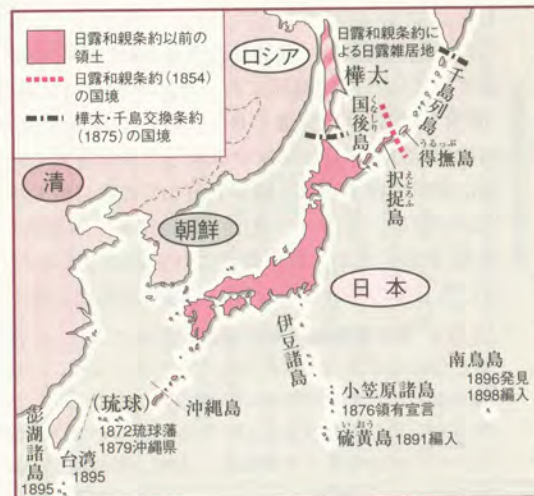 日露和親条約以前の
領土
日露和親条約(1854)
の国境
樺太・千島交換条約
(1875)の国境
ロシア
日露和親条約
による日露雑居地
樺太
千島列島
国後島
くなしり
得撫島
うるっぷ
択捉島
えとろふ
清
朝鮮
日本
伊豆諸島
小笠原諸島
1876領有宣言
硫黄島 1891編入
いおう
南鳥島
1896発見
1898編入
(琉球)
1872琉球藩
1879沖縄県
沖縄島
台湾
1895
澎湖諸島
1895